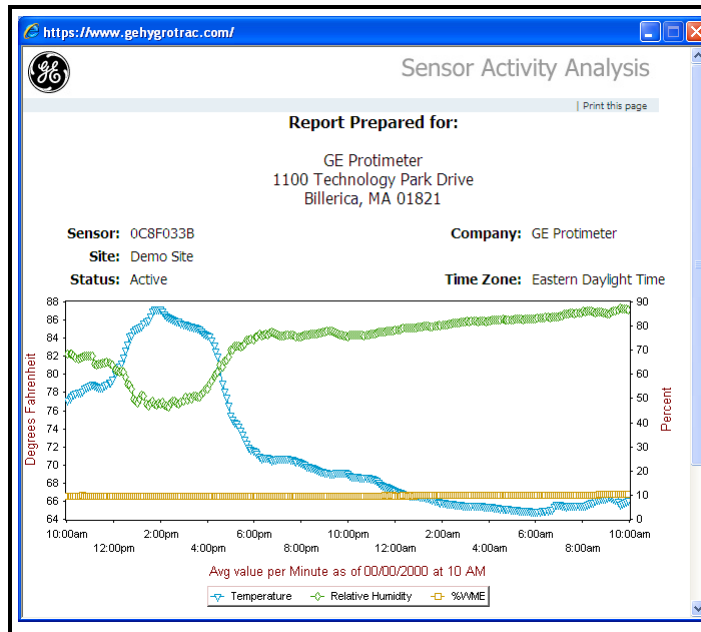 https://www.gehygrotrac.com/
GE
Sensor Activity Analysis
| Print this page
Report Prepared for:
GE Protimeter
1100 Technology Park Drive
Billerica, MA 01821
Sensor: 0C8F033B
Company: GE Protimeter
Site: Demo Site
Status: Active
Time Zone: Eastern Daylight Time
88 86 84 82 80 78 76 74 72 70 68 66 64
Degrees Fahrenheit
90 80 70 60 50 40 30 20 10 0
Percent
10:00am 12:00pm 2:00pm 4:00pm 6:00pm 8:00pm 10:00pm 12:00am 2:00am 4:00am 6:00am 8:00am 10:00am
Avg value per Minute as of 00/00/2000 at 10 AM
Temperature Relative Humidity %WME